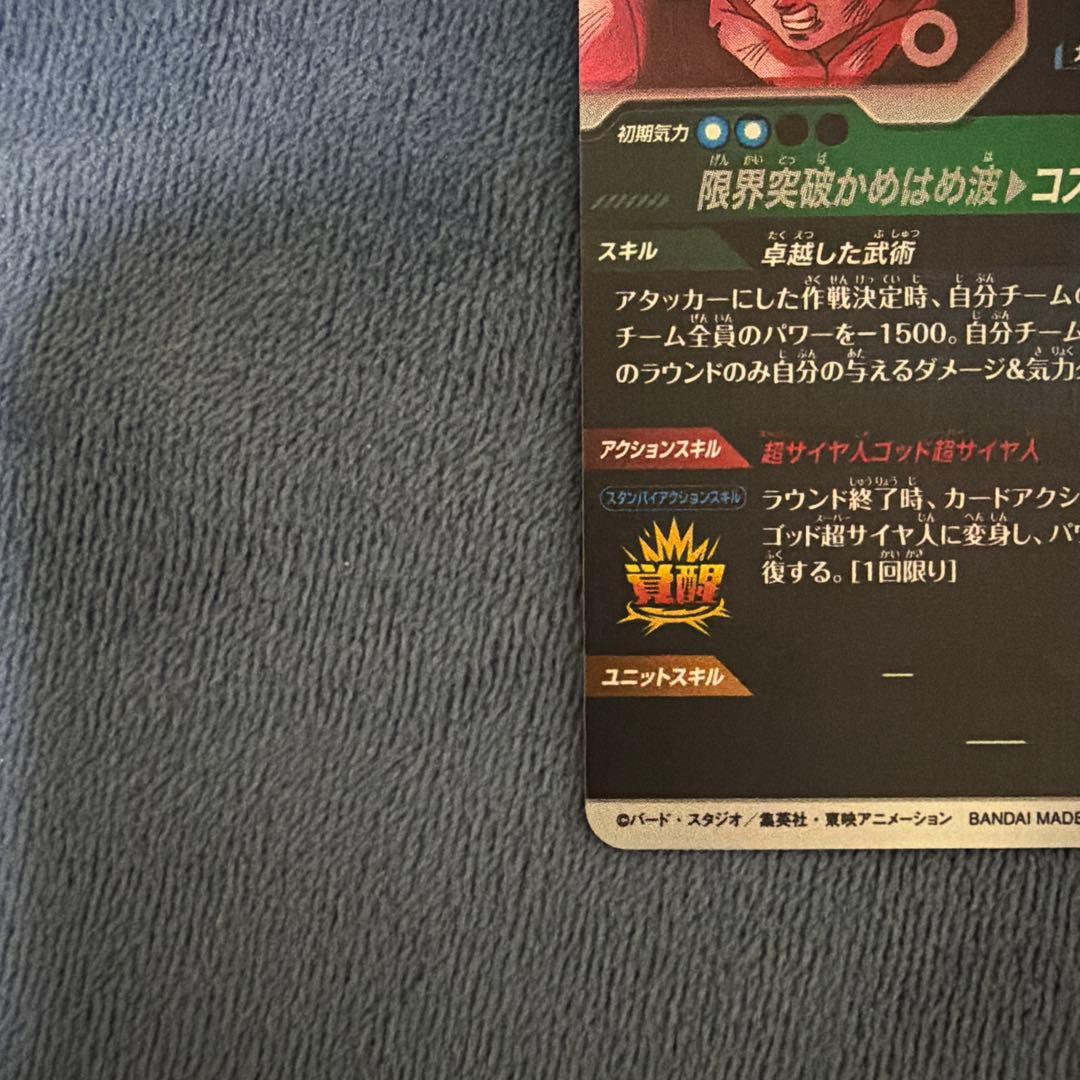 初期気力
限界突破かめはめ波▶コス
スキル 卓越した武術
アタッカーにした作戦決定時、自分チームの
チーム全員のパワーを-1500。自分チーム
のラウンドのみ自分の与えるダメージ&気力
アクションスキル 超サイヤ人ゴッド超サイヤ人
スタンバイアクションスキル ラウンド終了時、カードアクシ
ゴッド超サイヤ人に変身し、パワ
覚醒 復する。[1回限り]
ユニットスキル —
©バード・スタジオ／集英社・東映アニメーション BANDAI MADE